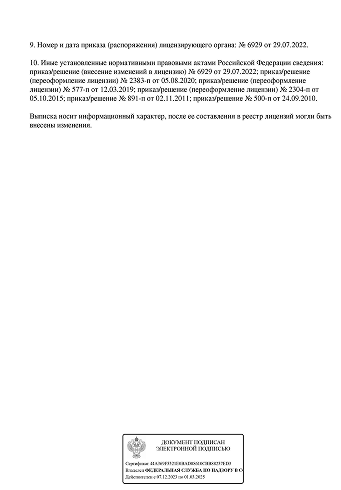 9. Номер и дата приказа (распоряжения) лицензирующего органа: № 6929 от 29.07.2022.
10. Иные установленные нормативными правовыми актами Российской Федерации сведения:
приказ/решение (внесение изменений в лицензию) № 6929 от 29.07.2022; приказ/решение
(переоформление лицензии) № 2383-п от 05.08.2020; приказ/решение (переоформление
лицензии) № 577-п от 12.03.2019; приказ/решение (переоформление лицензии) № 2304-п от
05.10.2015; приказ/решение № 891-п от 02.11.2011; приказ/решение № 500-п от 24.09.2010.
Выписка носит информационный характер, после ее составления в реестр лицензий могли быть
внесены изменения.
ДОКУМЕНТ ПОДПИСАН
ЭЛЕКТРОННОЙ ПОДПИСЬЮ
Сертификат
Владелец ФЕДЕРАЛЬНАЯ СЛУЖБА ПО НАДЗОРУ В С
Действителен с 07.12.2023 по 01.03.2025